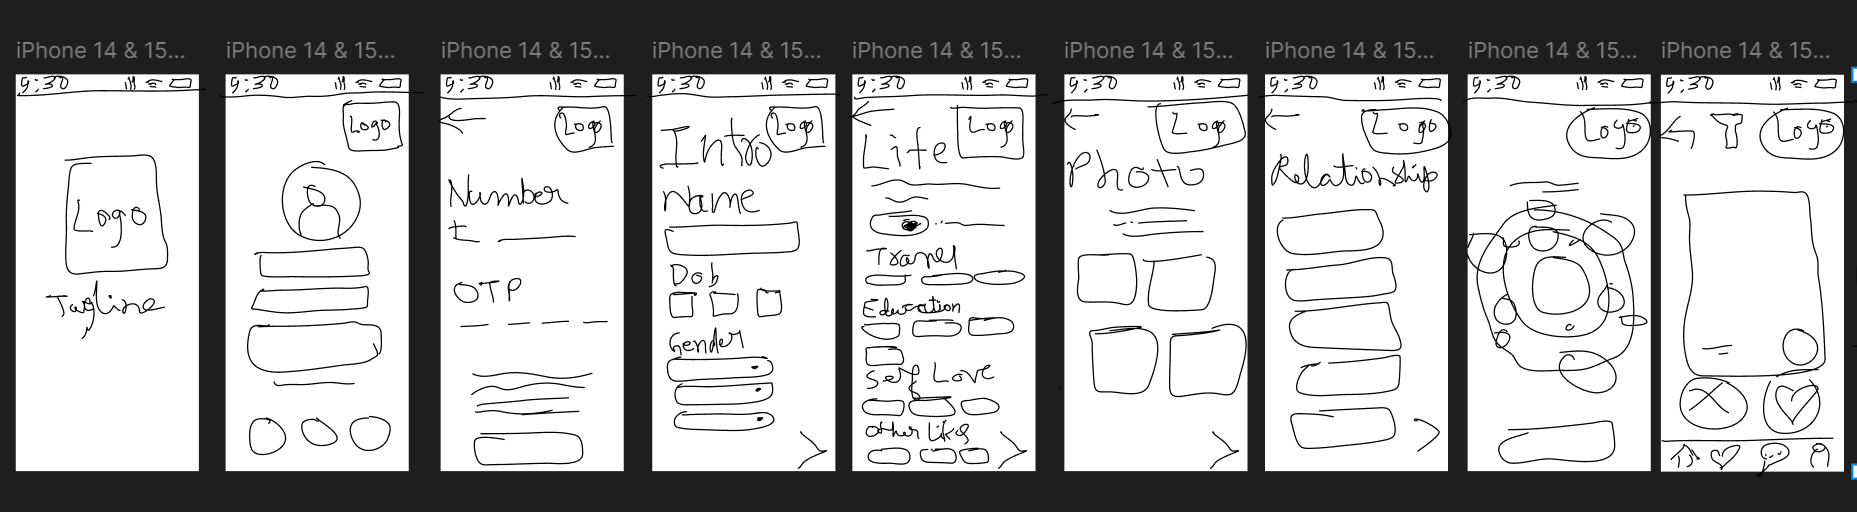 iPhone 14 & 15...
9:30
Logo
Tagline
iPhone 14 & 15...
9:30
Logo
iPhone 14 & 15...
9:30
Logo
Number
OTP
iPhone 14 & 15...
9:30
Intro Logo
Name
Dob
Gender
iPhone 14 & 15...
9:30
Life Logo
Travel
Education
Self Love
Other Likes
iPhone 14 & 15...
9:30
Logo
Photo
iPhone 14 & 15...
9:30
Logo
Relationship
iPhone 14 & 15...
9:30
Logo
iPhone 14 & 15...
9:30
Logo